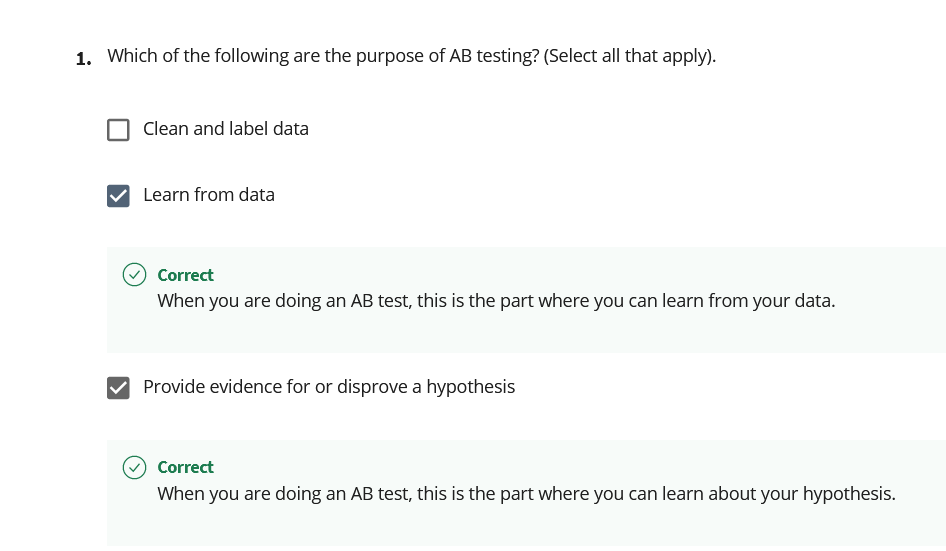 1. Which of the following are the purpose of AB testing? (Select all that apply).
Clean and label data
Learn from data
Correct
When you are doing an AB test, this is the part where you can learn from your data.
Provide evidence for or disprove a hypothesis
Correct
When you are doing an AB test, this is the part where you can learn about your hypothesis.